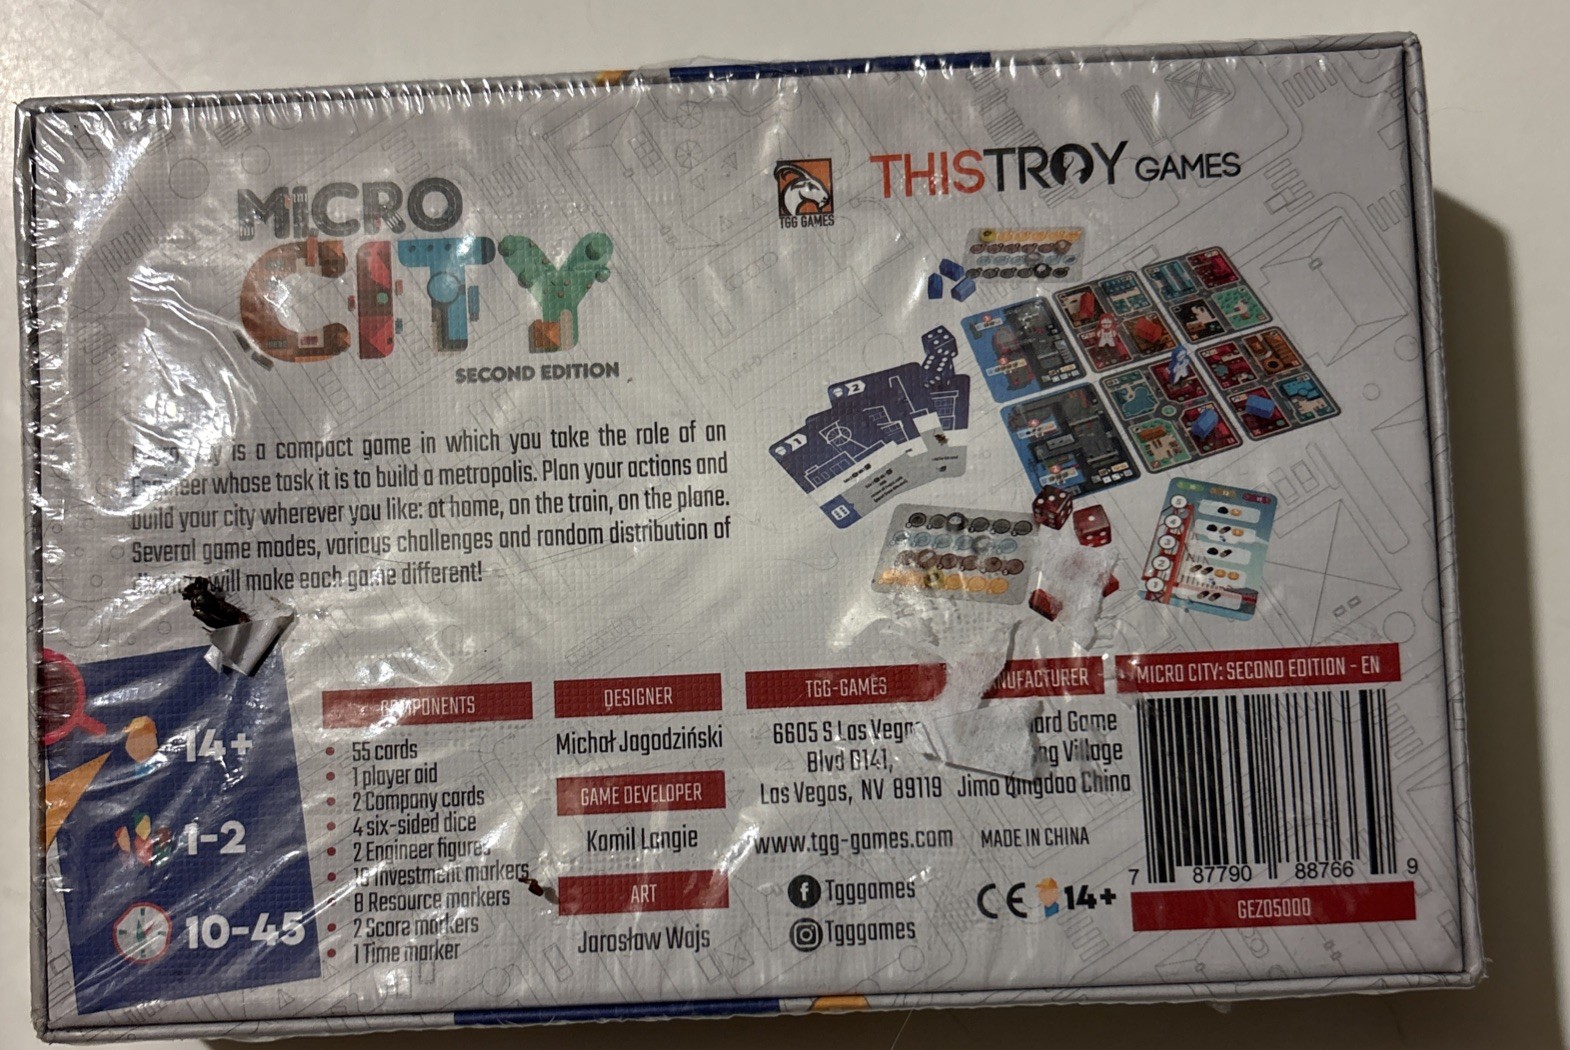 MICRO
CITY
SECOND EDITION
TGG GAMES
THISTROY GAMES
is a compact game in which you take the role of an
whose task it is to build a metropolis. Plan your actions and
build your city wherever you like: at home, on the train, on the plane.
Several game modes, various challenges and random distribution of
will make each game different!
14+
1-2
10-45
COMPONENTS
55 cards
1 player aid
2 Company cards
4 six-sided dice
2 Engineer figures
Investment markers
8 Resource markers
2 Score markers
1 Time marker
DESIGNER
Michał Jagodziński
GAME DEVELOPER
Kamil Langie
ART
Jarosław Wajs
TGG-GAMES
6605 S Las
Blvd
Las Vegas, NV 89119
www.tgg-games.com
Tgggames
Tgggames
Game
Village
Jimo Qingdao China
MADE IN CHINA
CE 14+
MICRO CITY: SECOND EDITION - EN
7 87790 88766 9
GEZ05000